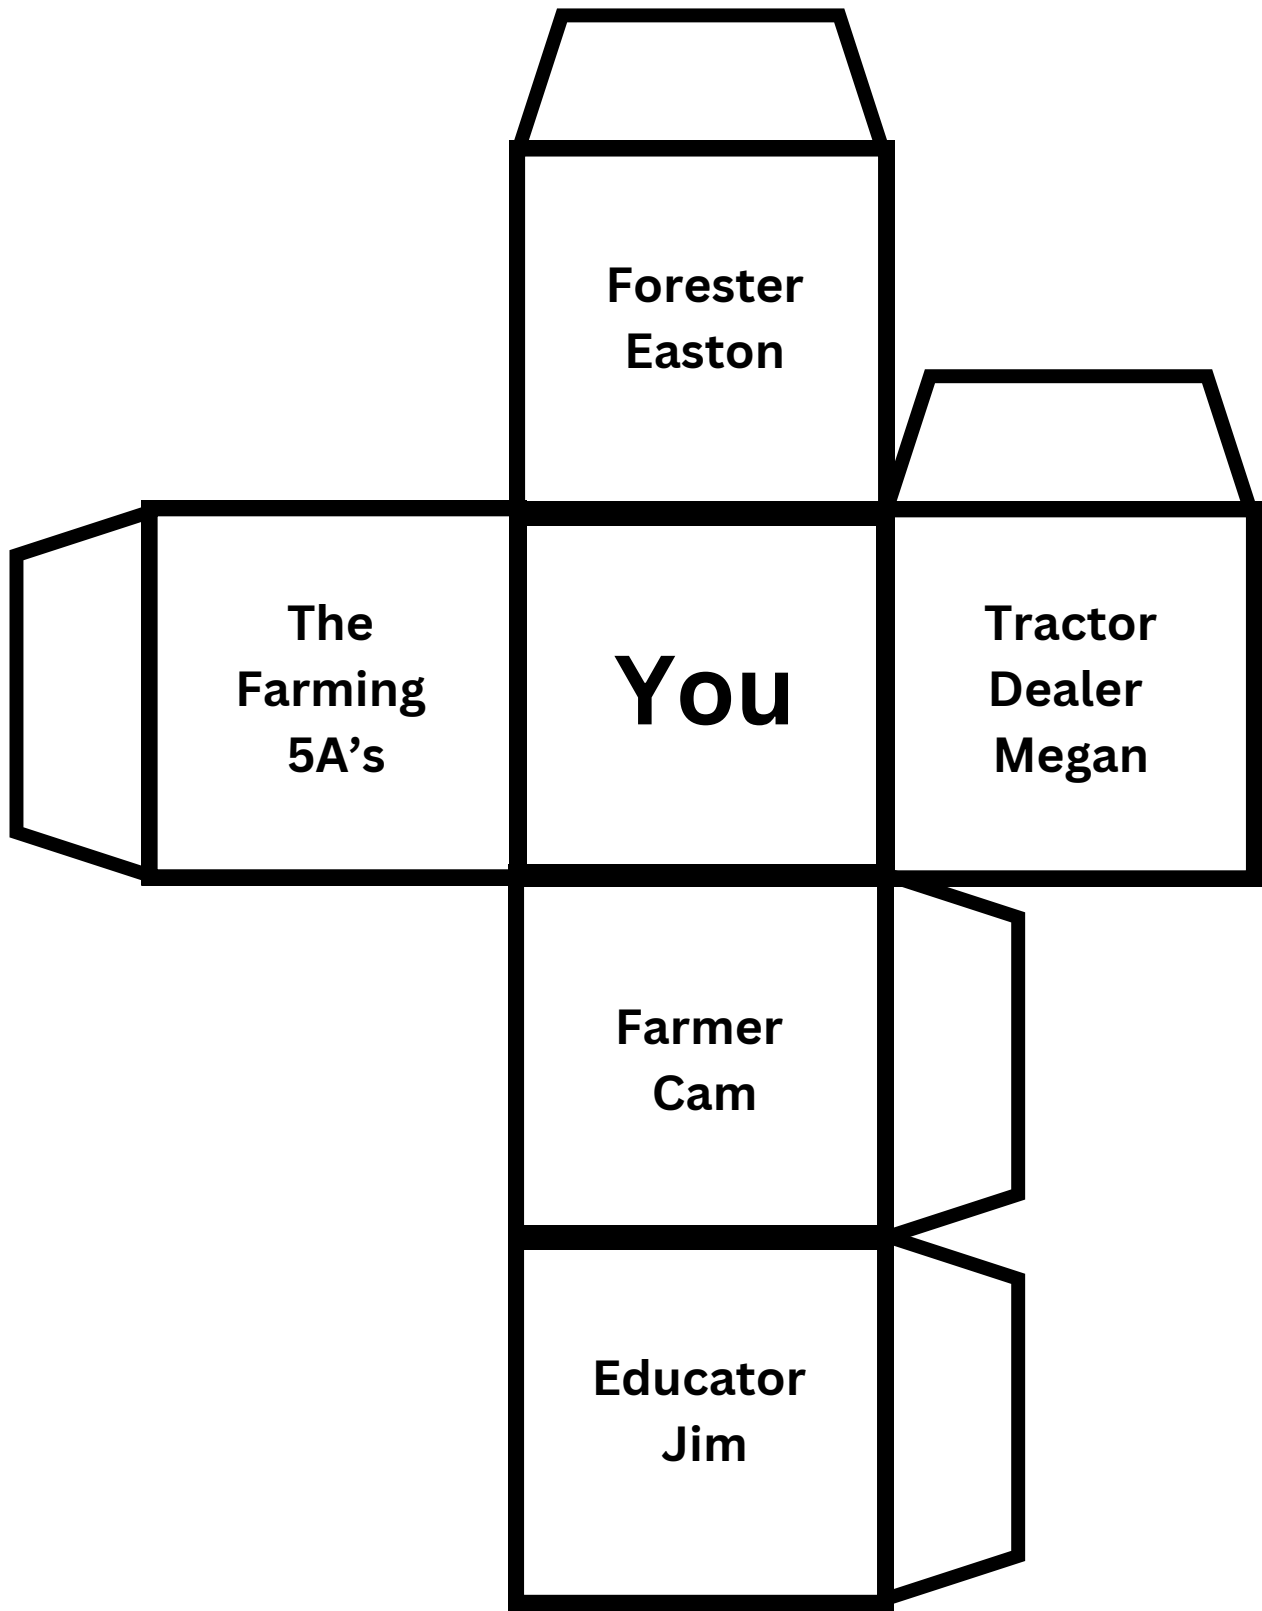 Forester
Easton
The
Farming
5A’s
You
Tractor
Dealer
Megan
Farmer
Cam
Educator
Jim